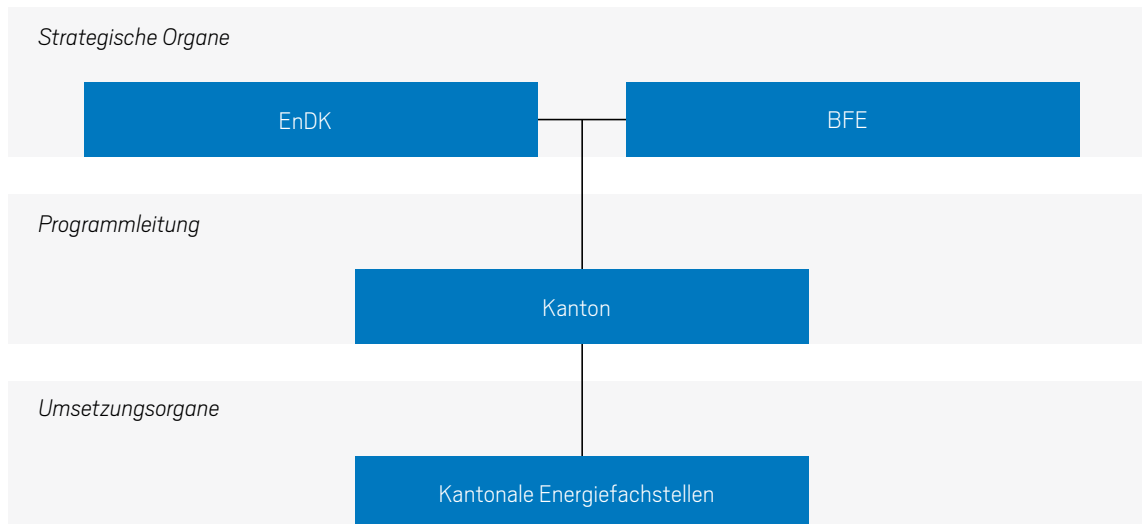 Strategische Organe
EnDK
BFE
Programmleitung
Kanton
Umsetzungsorgane
Kantonale Energiefachstellen